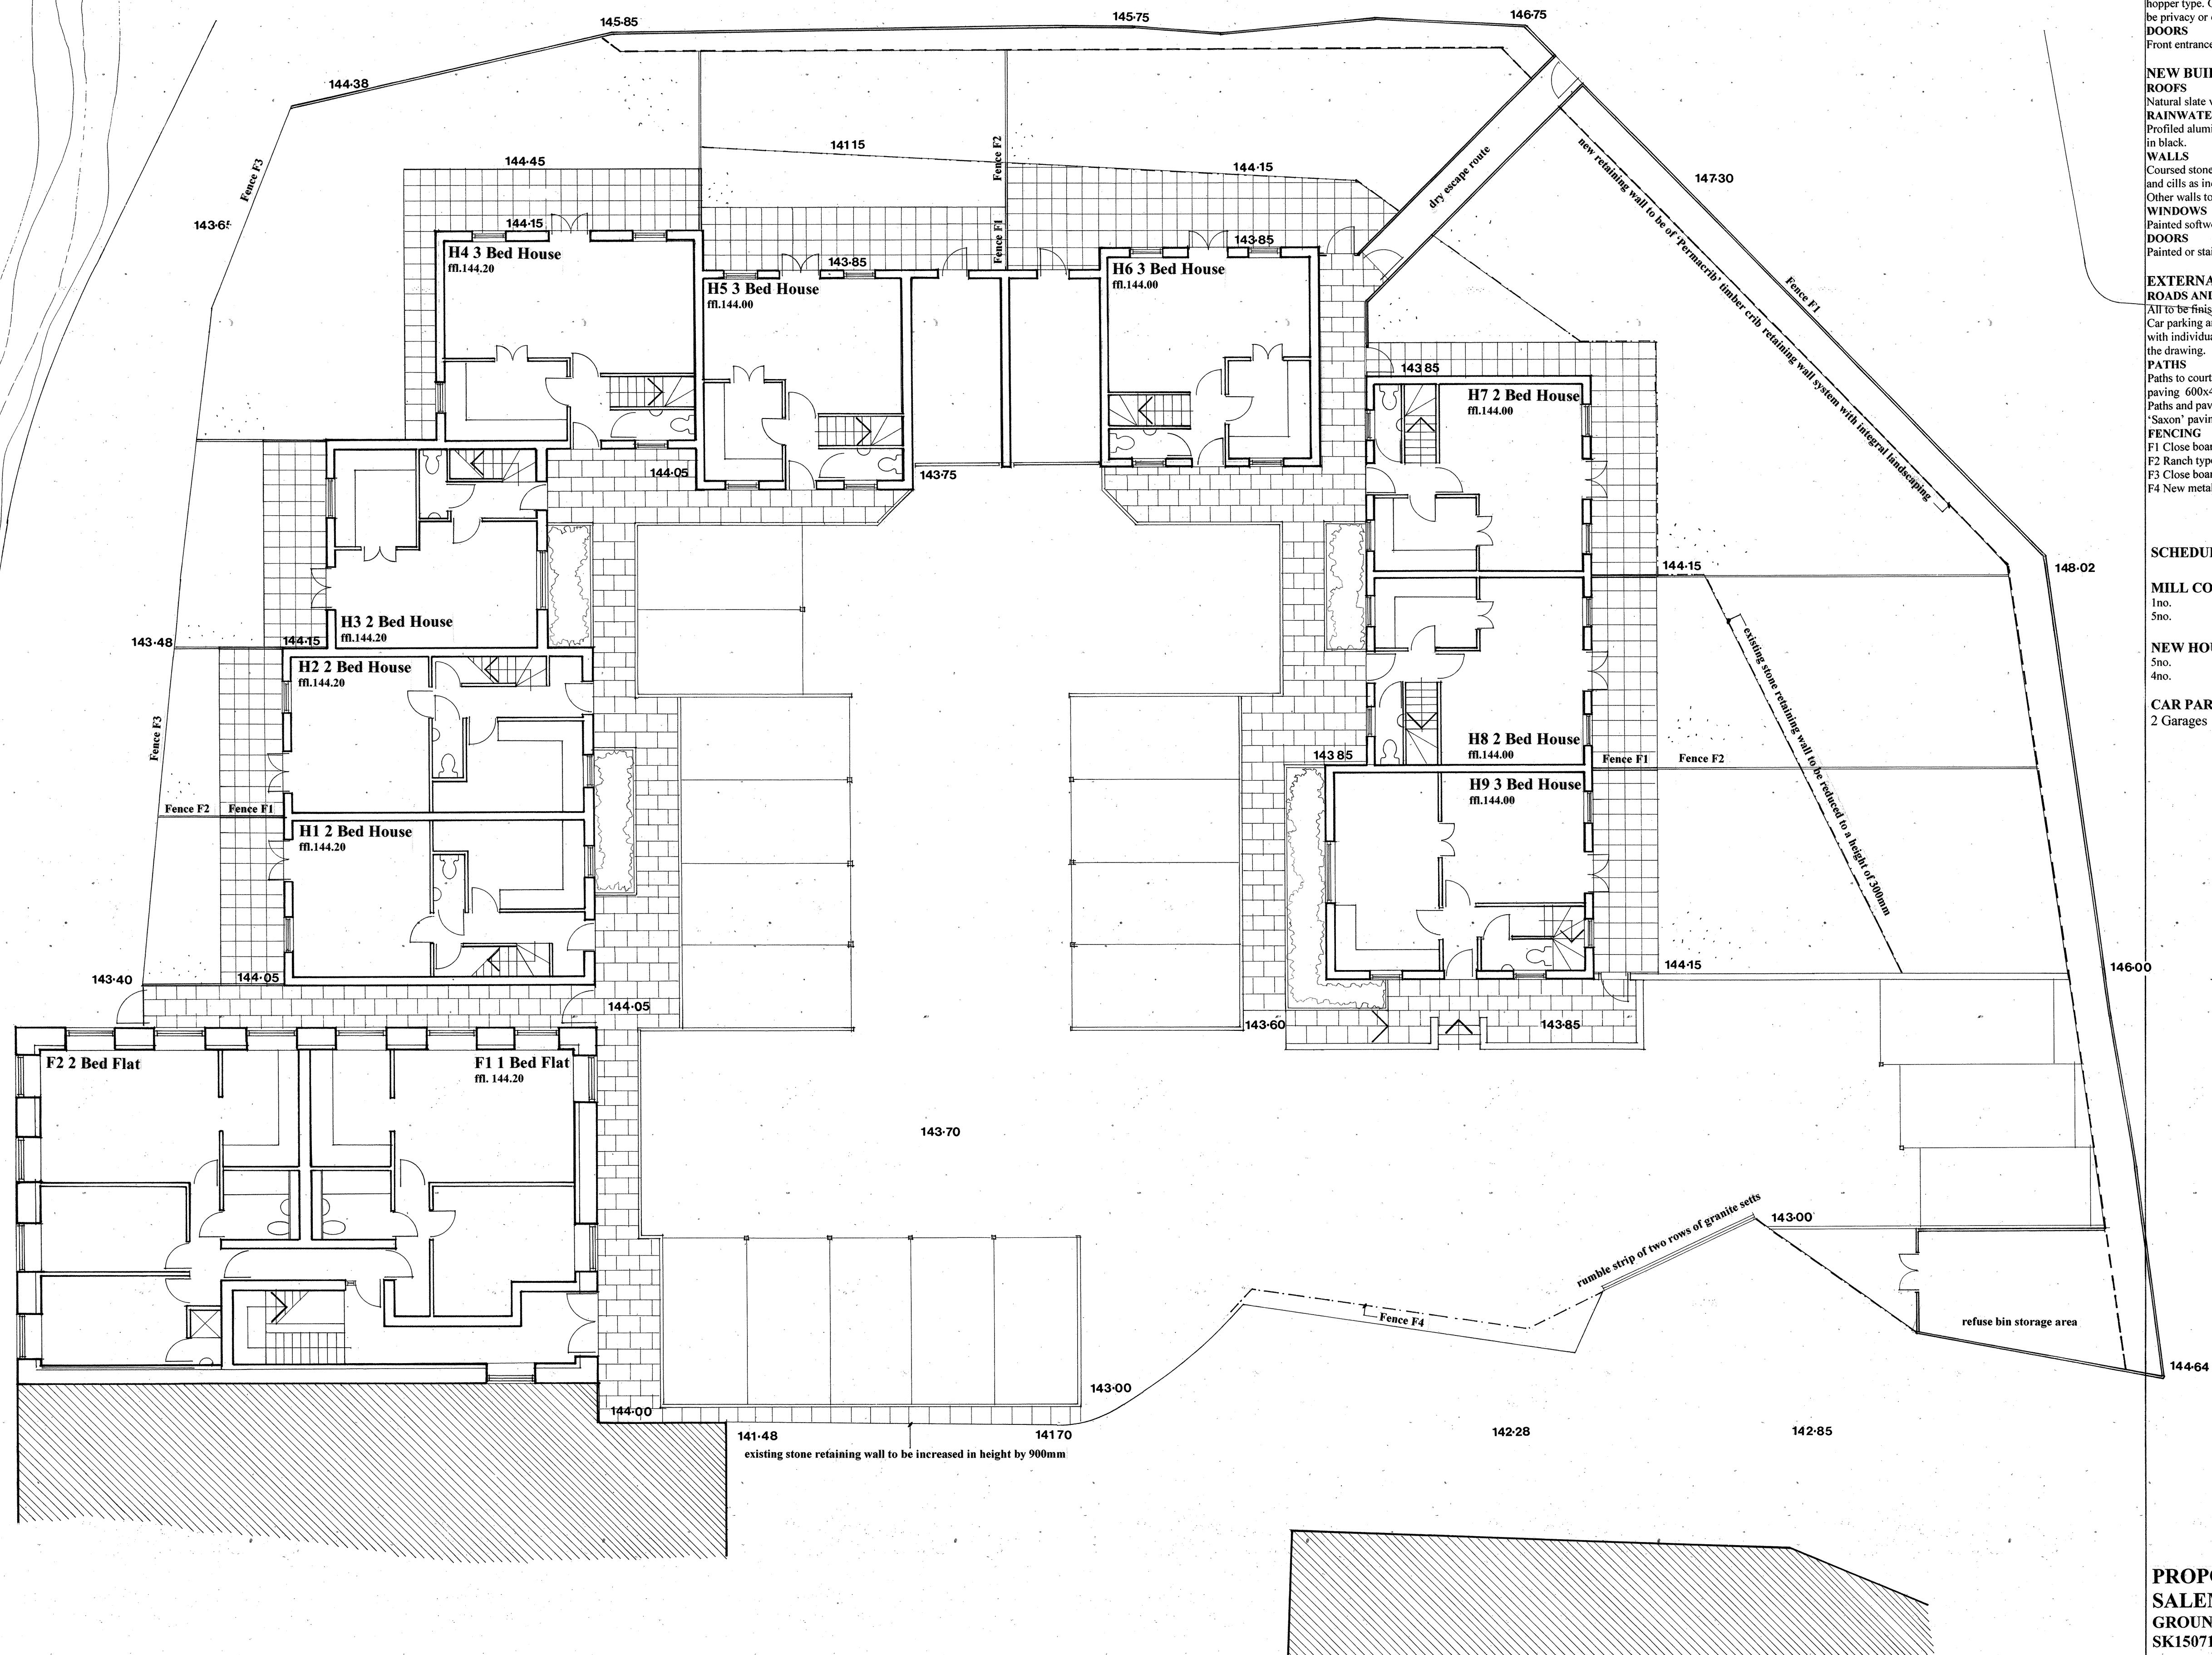 145·85
145·75
146·75
144·38
Fence F3
143·65
144·45
144·15
H4 3 Bed House
ffl.144.20
14115
Fence F2
Fence F1
144·15
143·85
H5 3 Bed House
ffl.144.00
143·85
H6 3 Bed House
ffl.144.00
dry escape route
new retaining wall to be of 'Permacrib' timber crib retaining wall system with integral landscaping
147·30
Fence F1
143 85
H7 2 Bed House
ffl.144.00
144·05
143·75
H3 2 Bed House
ffl.144.20
143·48
144·15
H2 2 Bed House
ffl.144.20
Fence F3
Fence F2
Fence F1
H1 2 Bed House
ffl.144.20
144·15
148·02
existing stone retaining wall to be reduced to a height of 300mm
H8 2 Bed House
ffl.144.00
143 85
Fence F1
Fence F2
H9 3 Bed House
ffl.144.00
143·40
144·05
144·05
144·15
146·00
143·60
143·85
F2 2 Bed Flat
F1 1 Bed Flat
ffl. 144.20
143·70
rumble strip of two rows of granite setts
143·00
Fence F4
refuse bin storage area
144·64
143·00
144·00
141·48
14170
existing stone retaining wall to be increased in height by 900mm
142·28
142·85
hopper type.
be privacy or
DOORS
Front entrance
NEW BUI
ROOFS
Natural slate
RAINWATE
Profiled alum
in black.
WALLS
Coursed stone
and cills as in
Other walls to
WINDOWS
Painted softw
DOORS
Painted or sta
EXTERNA
ROADS AND
All to be finis
Car parking a
with individua
the drawing.
PATHS
Paths to court
paving 600x4
Paths and pav
'Saxon' pavin
FENCING
F1 Close boar
F2 Ranch type
F3 Close boar
F4 New metal
SCHEDU
MILL CO
1no.
5no.
NEW HOU
5no.
4no.
CAR PAR
2 Garages
PROP
SALE
GROUN
SK15071